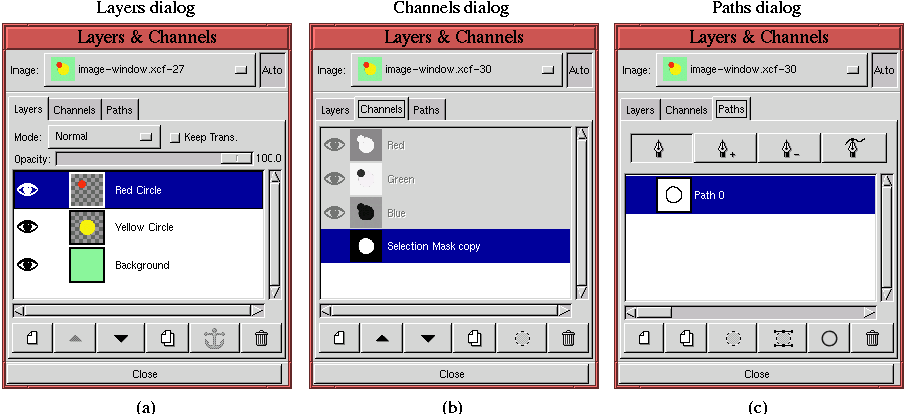 Layers dialog
Layers & Channels
Image: image-window.xcf-27 Auto
Layers Channels Paths
Mode: Normal Keep Trans.
Opacity: 100.0
Red Circle
Yellow Circle
Background
Close
(a)
Channels dialog
Layers & Channels
Image: image-window.xcf-30 Auto
Layers Channels Paths
Red
Green
Blue
Selection Mask copy
Close
(b)
Paths dialog
Layers & Channels
Image: image-window.xcf-30 Auto
Layers Channels Paths
Path 0
Close
(c)